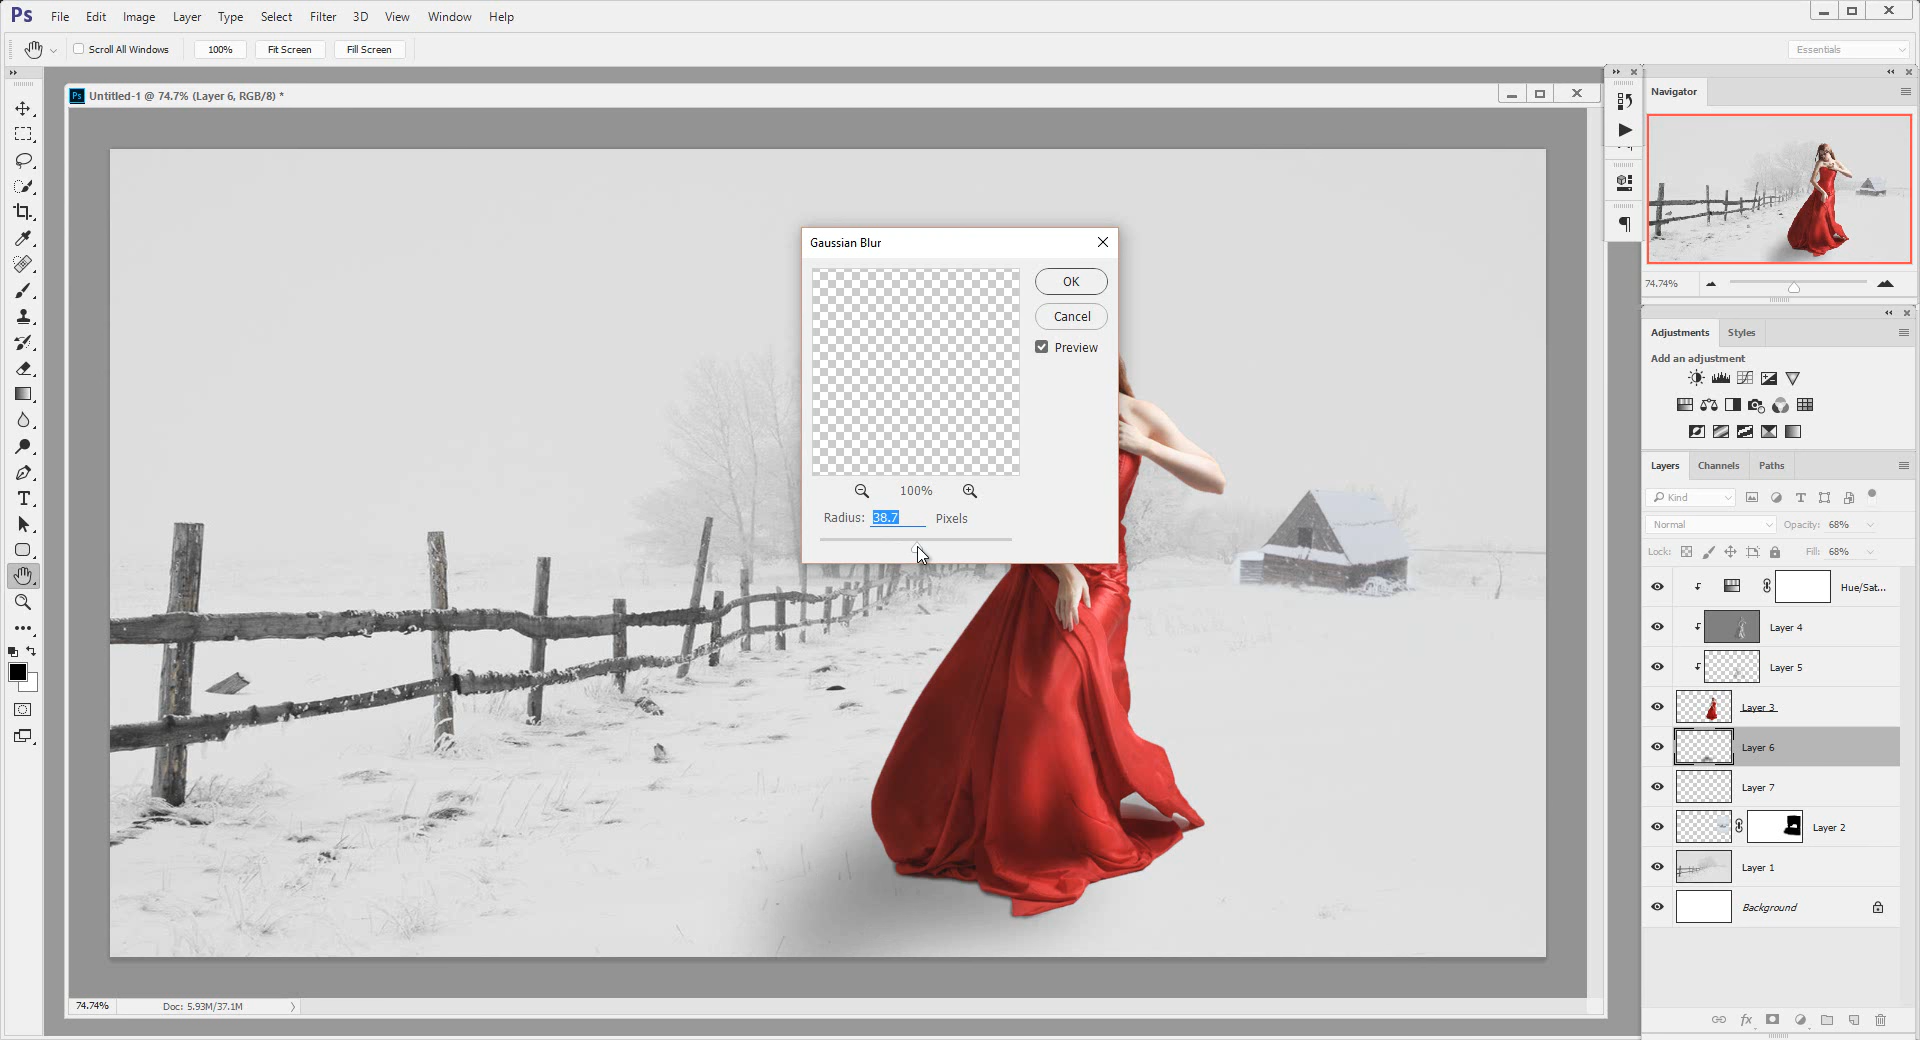 Ps File Edit Image Layer Type Select Filter 3D View Window Help
Scroll All Windows 100% Fit Screen Fill Screen Essentials
Ps Untitled-1 @ 74.7% (Layer 6, RGB/8) *
Navigator
74.74%
Adjustments Styles
Add an adjustment
Layers Channels Paths
Kind
Normal Opacity: 68%
Lock: Fill: 68%
Hue/Sat...
Layer 4
Layer 5
Layer 3
Layer 6
Layer 7
Layer 2
Layer 1
Background
fx
Gaussian Blur
OK
Cancel
Preview
100%
Radius: 38.7 Pixels
74.74% Doc: 5.93M/37.1M